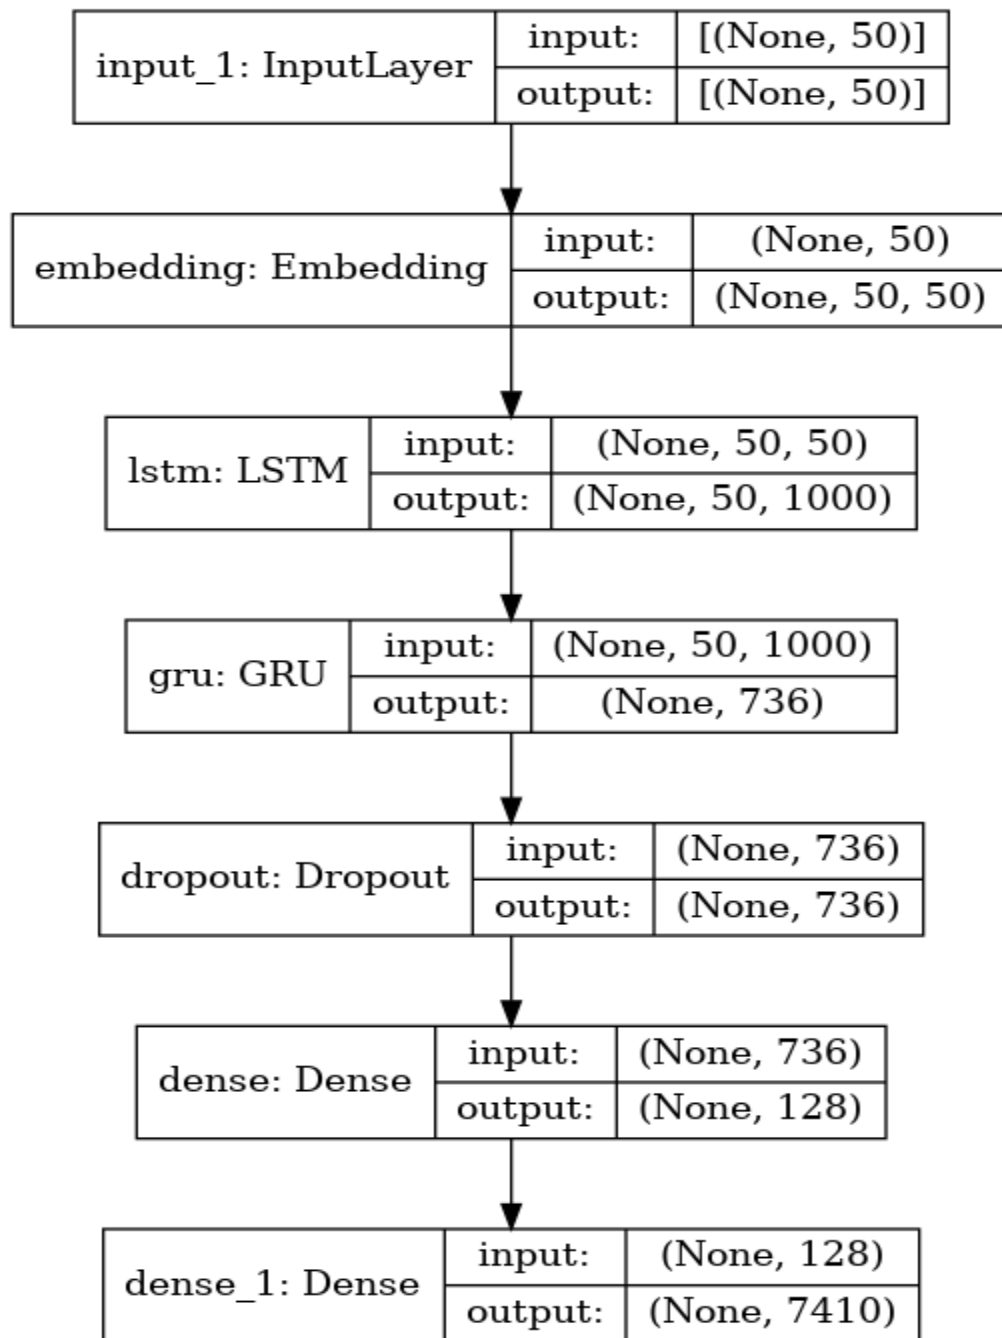 input_1: InputLayer
input: [(None, 50)]
output: [(None, 50)]
embedding: Embedding
input: (None, 50)
output: (None, 50, 50)
lstm: LSTM
input: (None, 50, 50)
output: (None, 50, 1000)
gru: GRU
input: (None, 50, 1000)
output: (None, 736)
dropout: Dropout
input: (None, 736)
output: (None, 736)
dense: Dense
input: (None, 736)
output: (None, 128)
dense_1: Dense
input: (None, 128)
output: (None, 7410)